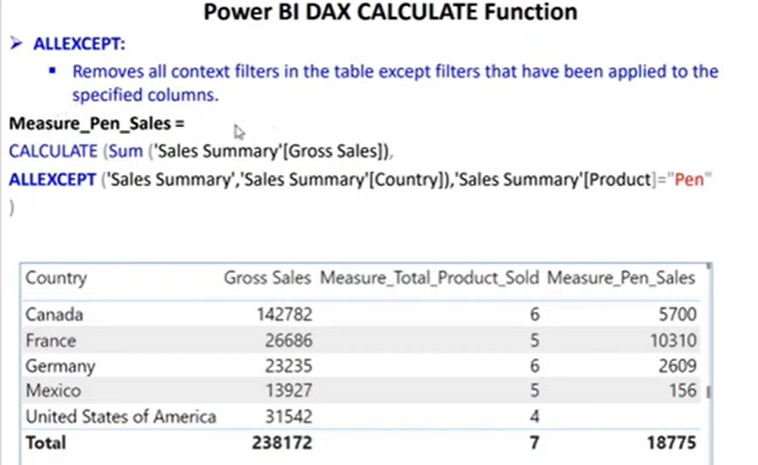 Power BI DAX CALCULATE Function
ALLEXCEPT:
Removes all context filters in the table except filters that have been applied to the
specified columns.
Measure_Pen_Sales =
CALCULATE (Sum ('Sales Summary'[Gross Sales]),
ALLEXCEPT ('Sales Summary','Sales Summary'[Country]),'Sales Summary'[Product]="Pen"
)
Country Gross Sales Measure_Total_Product_Sold Measure_Pen_Sales
Canada 142782 6 5700
France 26686 5 10310
Germany 23235 6 2609
Mexico 13927 5 156
United States of America 31542 4
Total 238172 7 18775